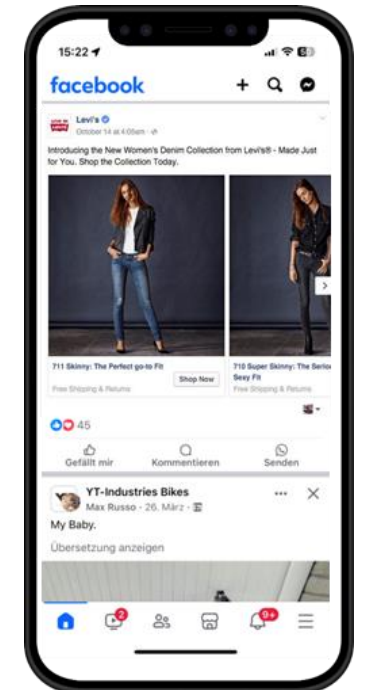 15:22
facebook
Levi's
October 14 at 4:05am
Introducing the New Women's Denim Collection from Levi's® - Made Just
for You. Shop the Collection Today.
711 Skinny: The Perfect go-to Fit
Free Shipping & Returns
Shop Now
710 Super Skinny: The Seriou
Sexy Fit
Free Shipping & Returns
45
Gefällt mir
Kommentieren
Senden
YT-Industries Bikes
Max Russo · 26. März ·
My Baby.
Übersetzung anzeigen
2
9+